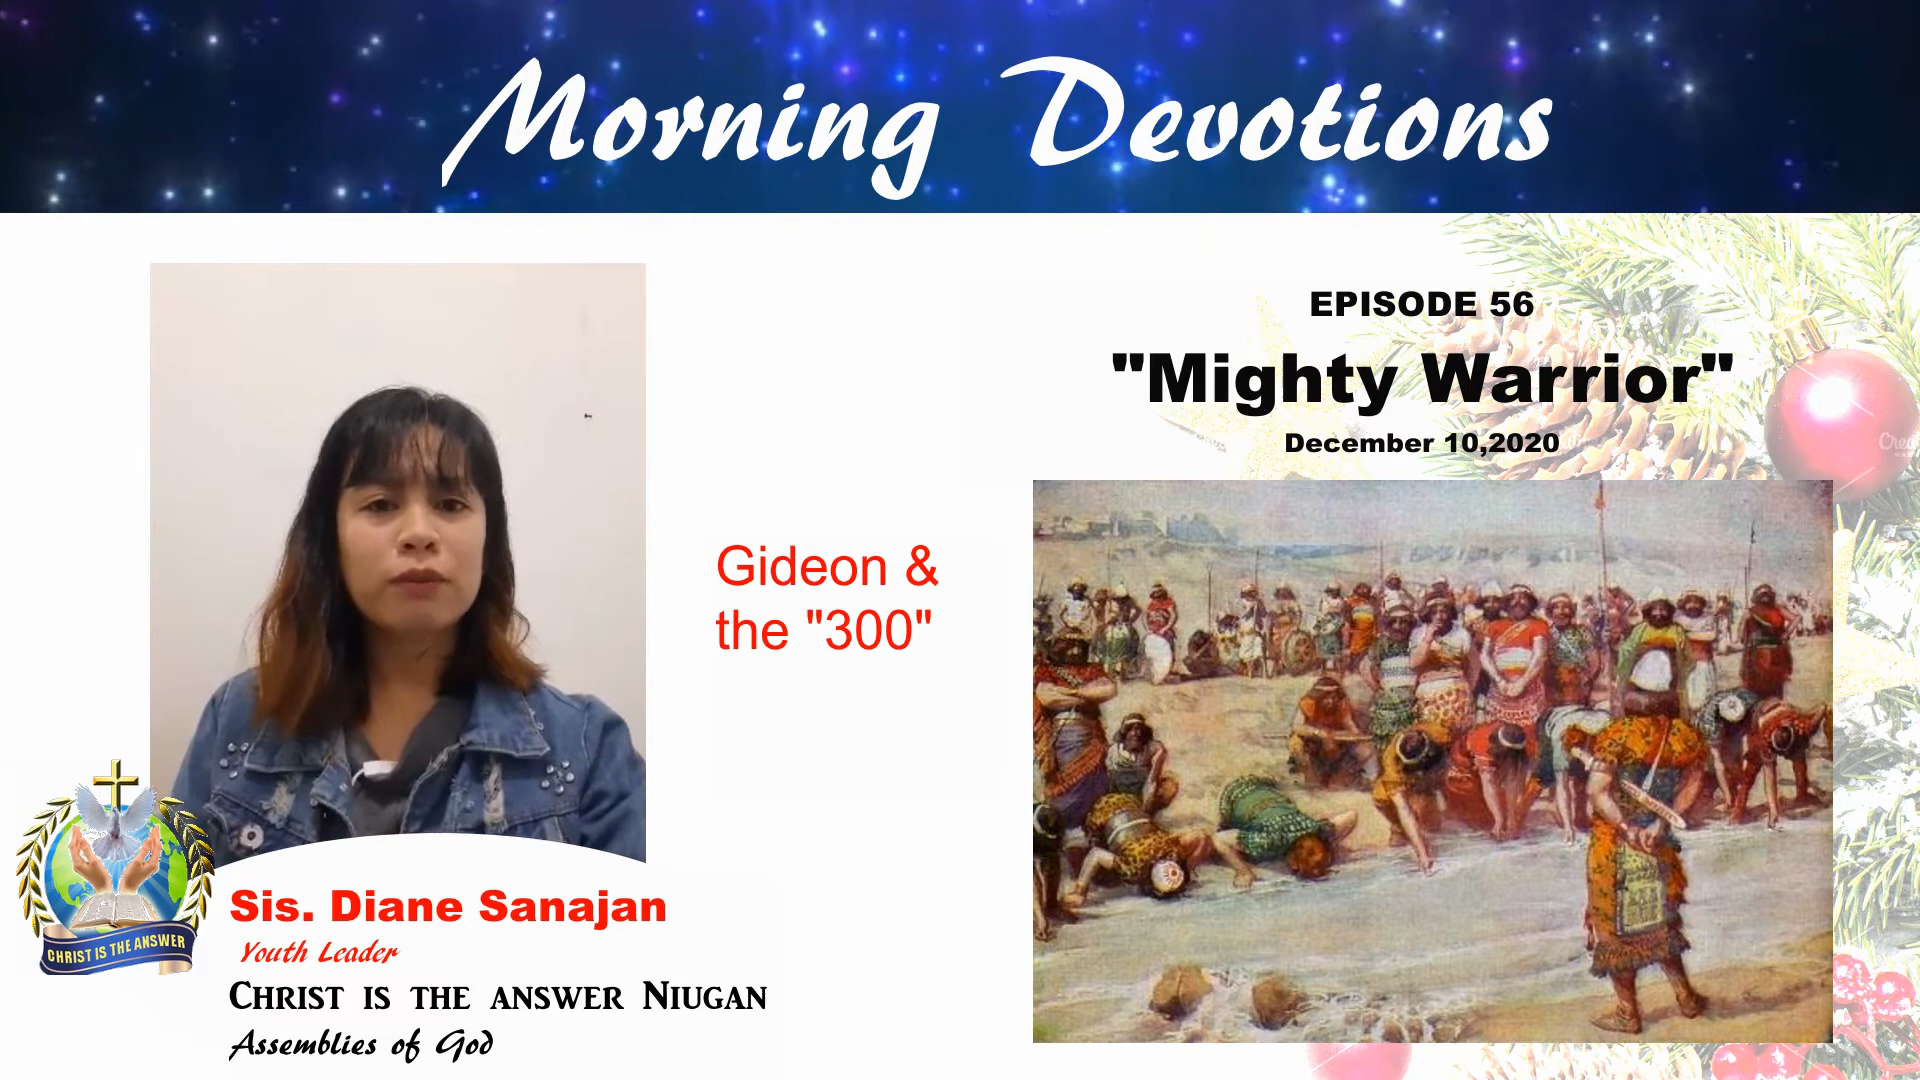 Morning Devotions
EPISODE 56
"Mighty Warrior"
December 10,2020
Gideon &
the "300"
CHRIST IS THE ANSWER
Sis. Diane Sanajan
Youth Leader
CHRIST IS THE ANSWER NIUGAN
Assemblies of God